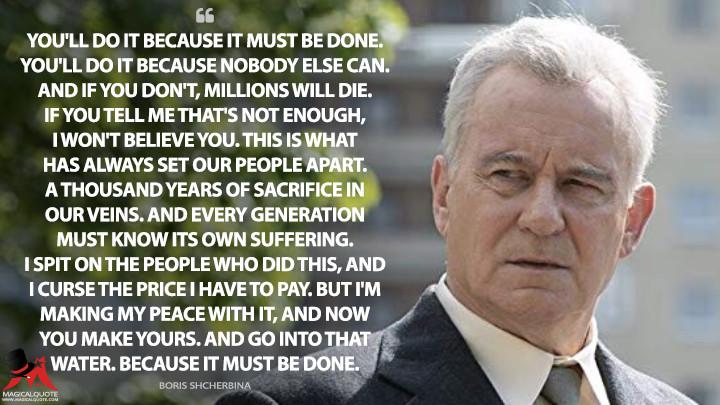 “
YOU'LL DO IT BECAUSE IT MUST BE DONE.
YOU'LL DO IT BECAUSE NOBODY ELSE CAN.
AND IF YOU DON'T, MILLIONS WILL DIE.
IF YOU TELL ME THAT'S NOT ENOUGH,
I WON'T BELIEVE YOU. THIS IS WHAT
HAS ALWAYS SET OUR PEOPLE APART.
A THOUSAND YEARS OF SACRIFICE IN
OUR VEINS. AND EVERY GENERATION
MUST KNOW ITS OWN SUFFERING.
I SPIT ON THE PEOPLE WHO DID THIS, AND
I CURSE THE PRICE I HAVE TO PAY. BUT I'M
MAKING MY PEACE WITH IT, AND NOW
YOU MAKE YOURS. AND GO INTO THAT
WATER. BECAUSE IT MUST BE DONE.
BORIS SHCHERBINA
MAGICALQUOTE
WWW.MAGICALQUOTE.COM